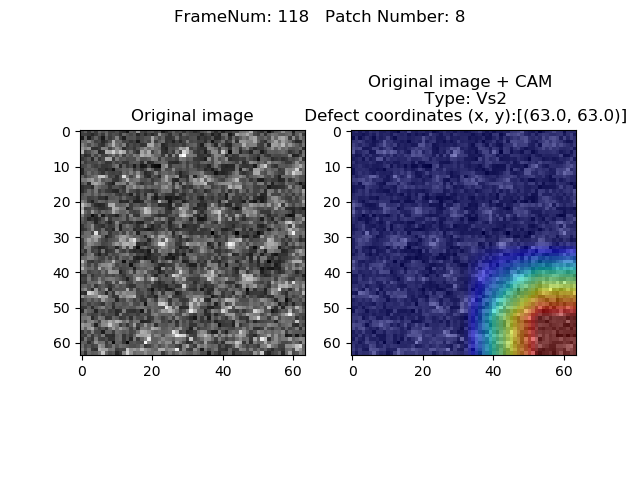 FrameNum: 118   Patch Number: 8
Original image
Original image + CAM
Type: Vs2
Defect coordinates (x, y):[(63.0, 63.0)]
0
10
20
30
40
50
60
0 20 40 60
0
10
20
30
40
50
60
0 20 40 60